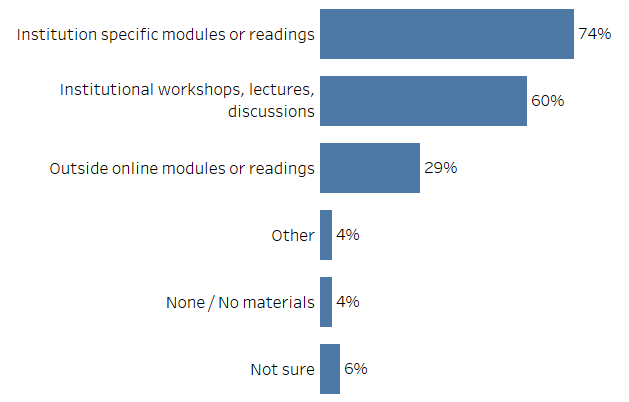 Institution specific modules or readings 74%
Institutional workshops, lectures,
discussions 60%
Outside online modules or readings 29%
Other 4%
None / No materials 4%
Not sure 6%